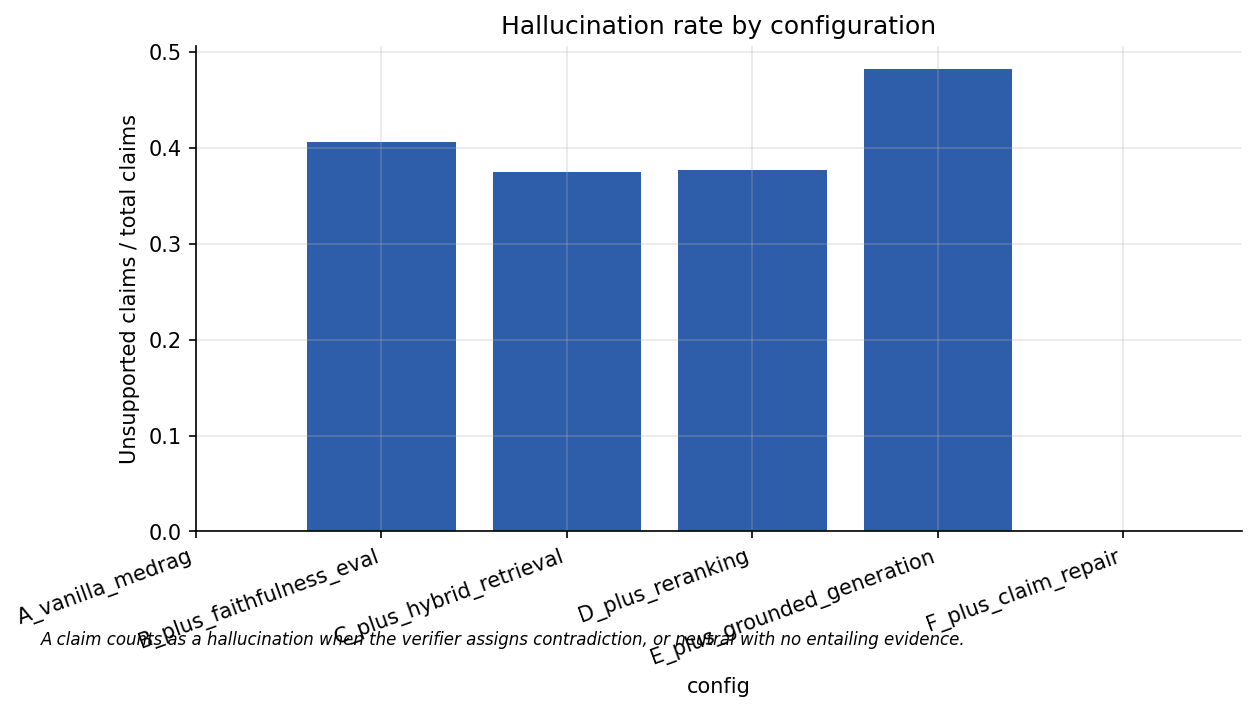 Hallucination rate by configuration
Unsupported claims / total claims
0.5
0.4
0.3
0.2
0.1
0.0
A_vanilla_medrag
B_plus_faithfulness_eval
C_plus_hybrid_retrieval
D_plus_reranking
E_plus_grounded_generation
F_plus_claim_repair
A claim counts as a hallucination when the verifier assigns contradiction, or neutral with no entailing evidence.
config